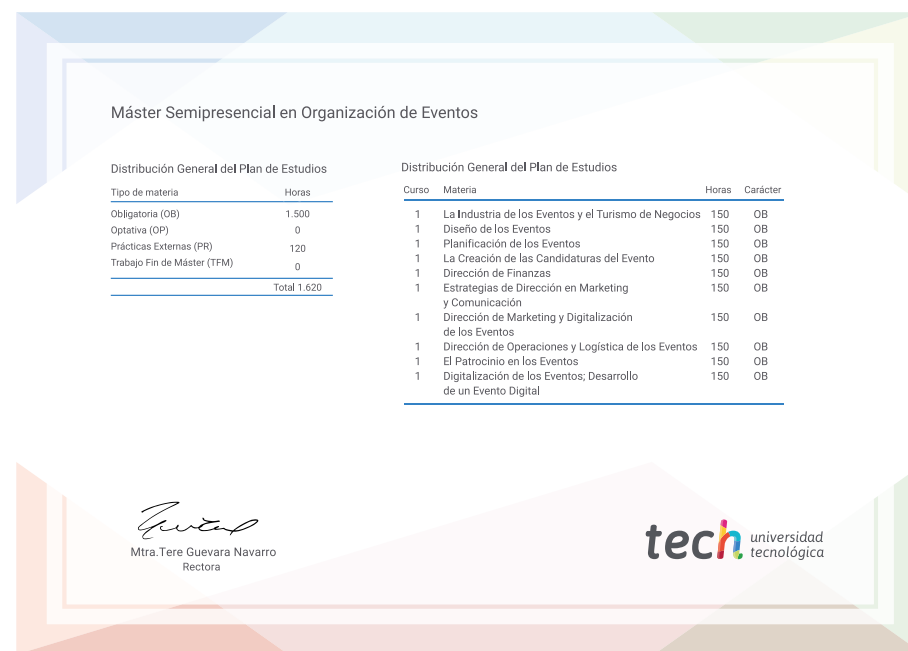 Máster Semipresencial en Organización de Eventos
Distribución General del Plan de Estudios
Tipo de materia Horas
Obligatoria (OB) 1.500
Optativa (OP) 0
Prácticas Externas (PR) 120
Trabajo Fin de Máster (TFM) 0
Total 1.620
Distribución General del Plan de Estudios
Curso Materia Horas Carácter
1 La Industria de los Eventos y el Turismo de Negocios 150 OB
1 Diseño de los Eventos 150 OB
1 Planificación de los Eventos 150 OB
1 La Creación de las Candidaturas del Evento 150 OB
1 Dirección de Finanzas 150 OB
1 Estrategias de Dirección en Marketing 150 OB
y Comunicación
1 Dirección de Marketing y Digitalización 150 OB
de los Eventos
1 Dirección de Operaciones y Logística de los Eventos 150 OB
1 El Patrocinio en los Eventos 150 OB
1 Digitalización de los Eventos; Desarrollo 150 OB
de un Evento Digital
Mtra.Tere Guevara Navarro
Rectora
tech universidad
tecnológica